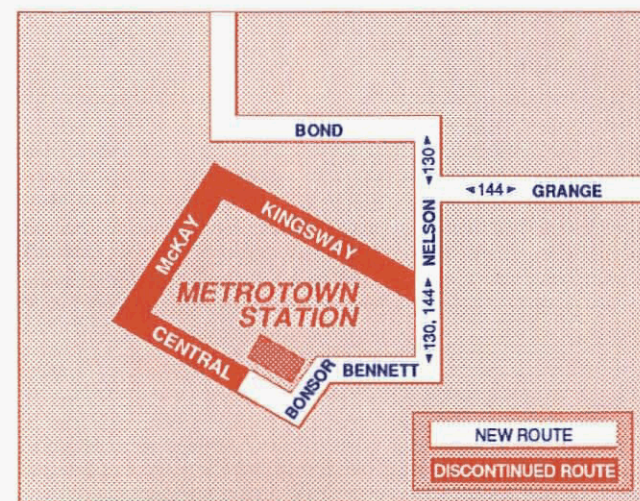 BOND
◄130►
◄144► GRANGE
NELSON
KINGSWAY
McKAY
METROTOWN
STATION
◄130, 144►
CENTRAL
BONSOR
BENNETT
NEW ROUTE
DISCONTINUED ROUTE